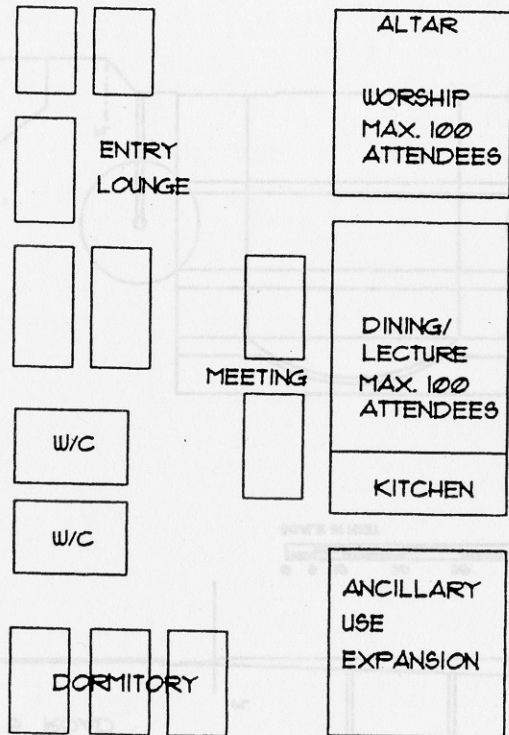 ALTAR
WORSHIP
MAX. 100
ATTENDEES
ENTRY
LOUNGE
DINING/
LECTURE
MAX. 100
ATTENDEES
MEETING
W/C
KITCHEN
W/C
ANCILLARY
USE
EXPANSION
DORMITORY